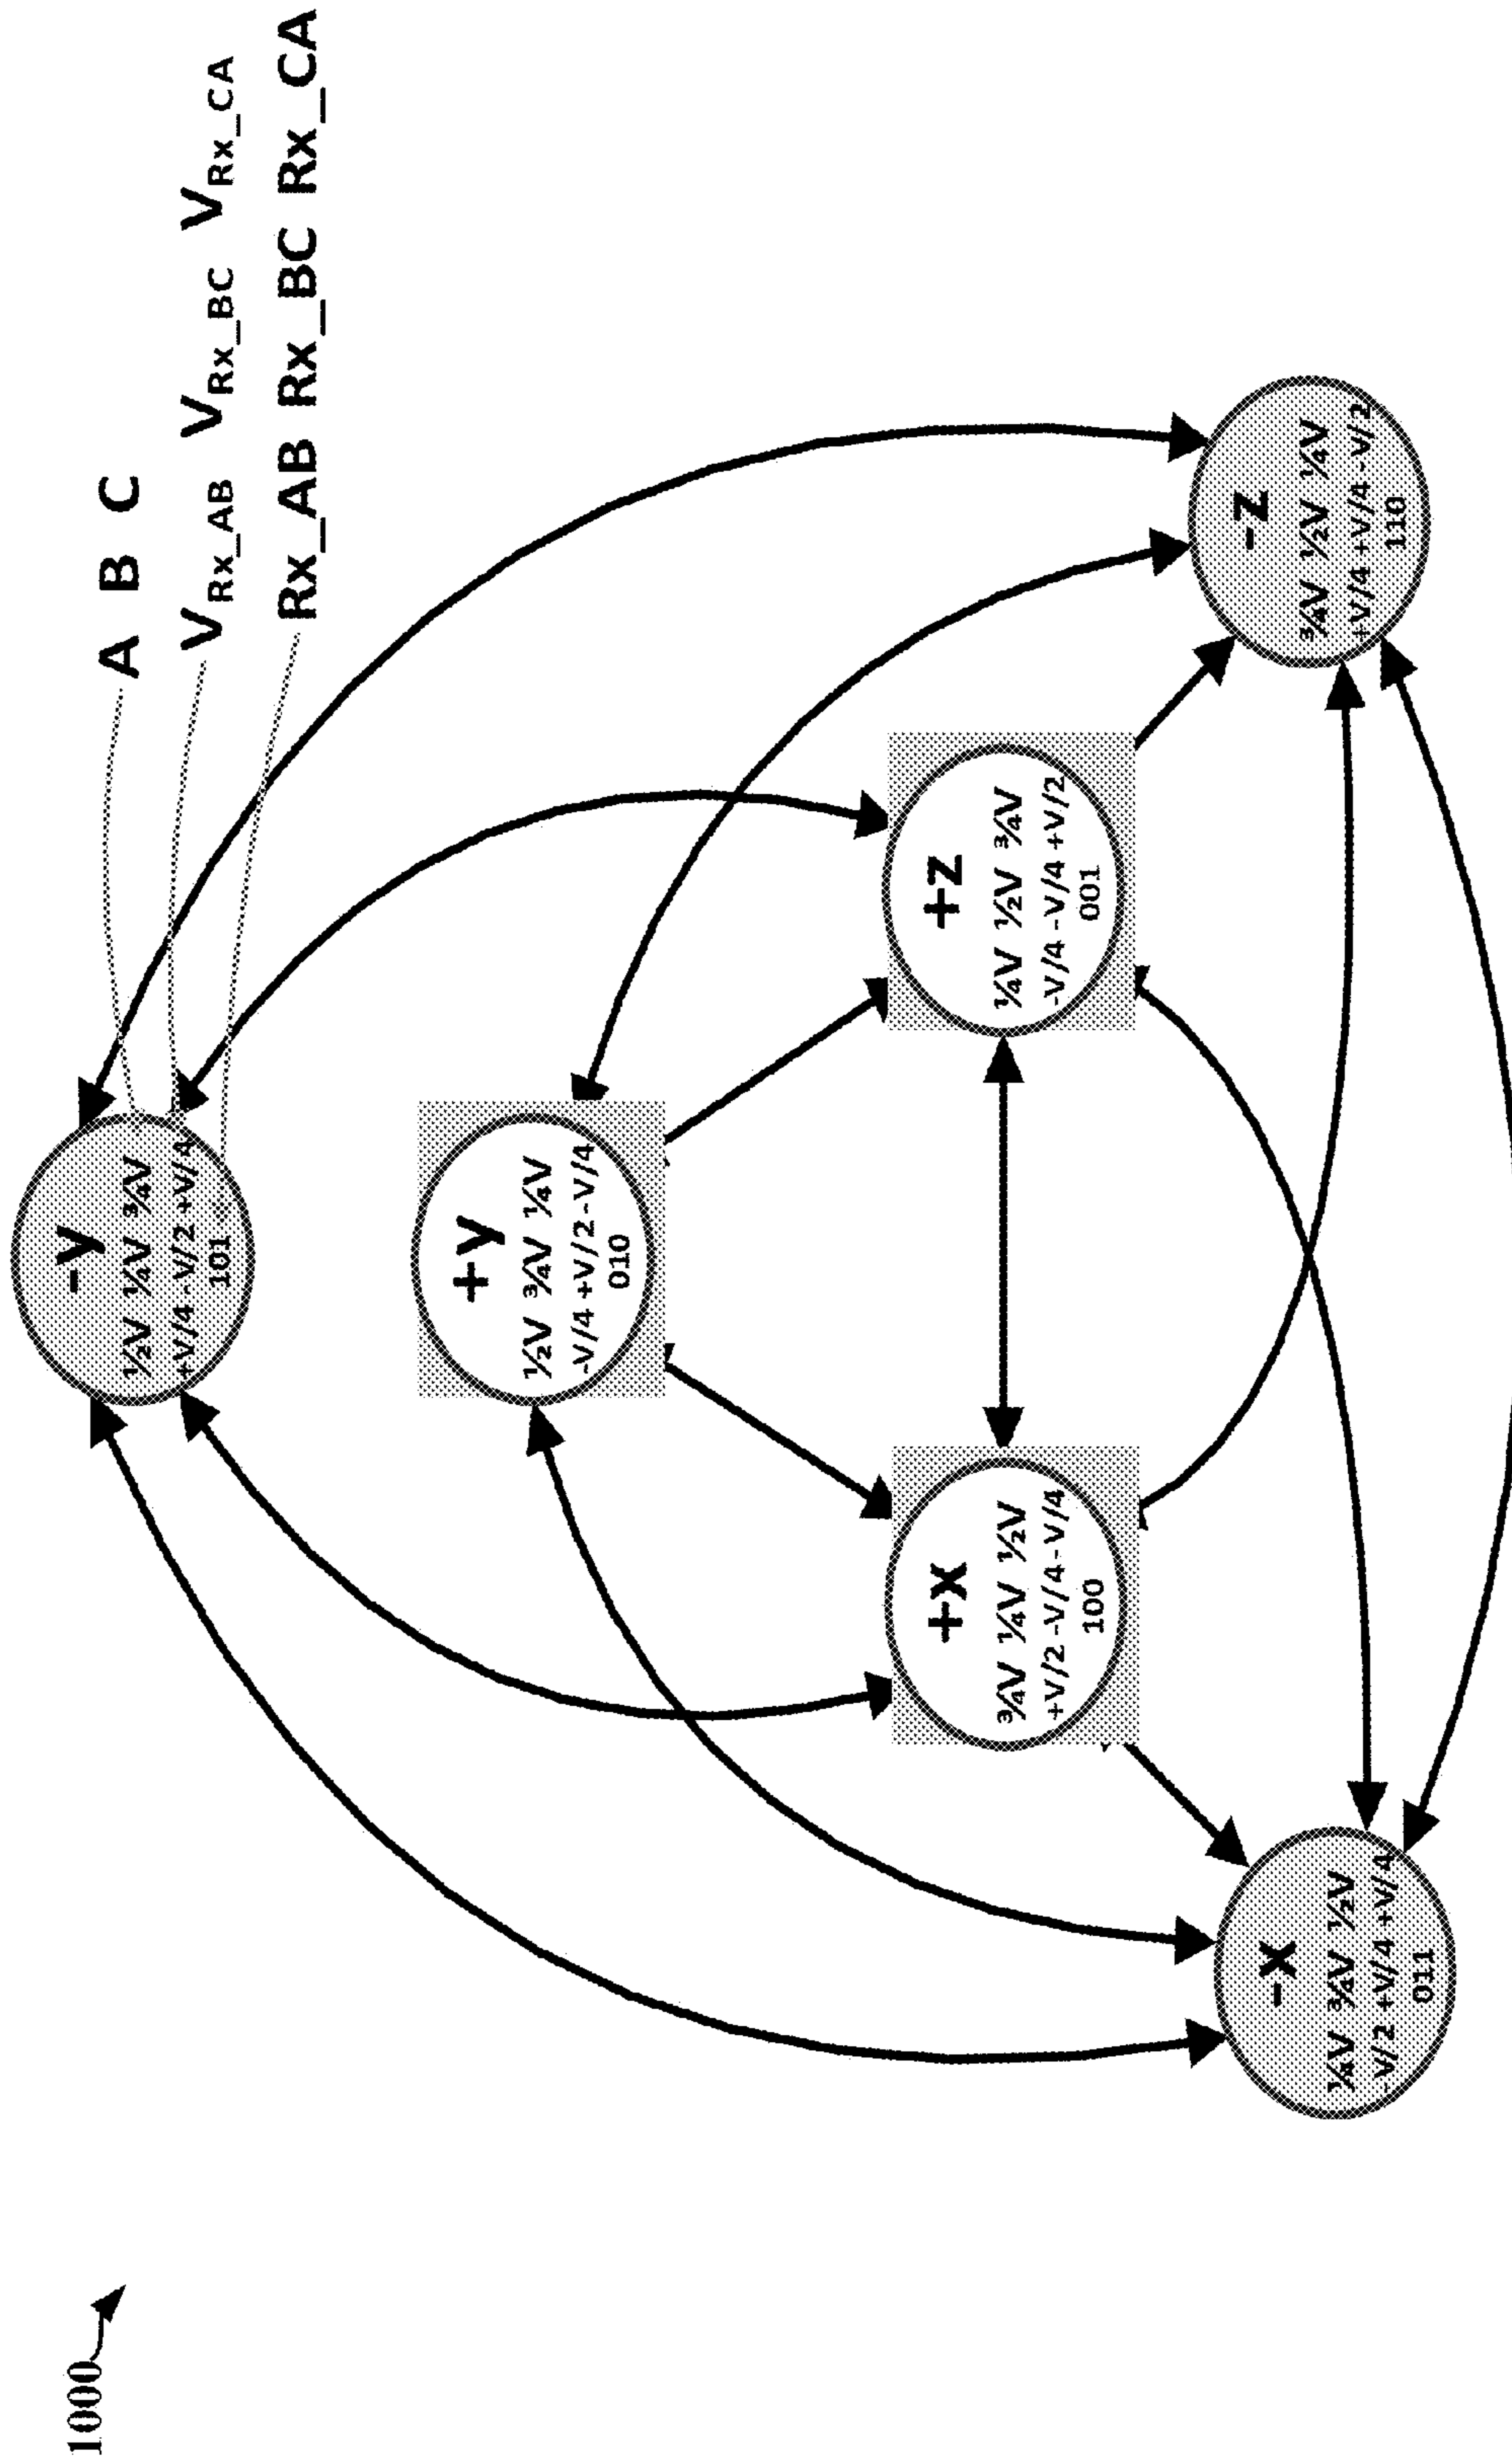 1000
A B C
VRx_AB VRx_BC VRx_CA
Rx_AB Rx_BC Rx_CA
-y
½V ¼V ¾V
+V/4 -V/2 +V/4
101
+y
½V ¾V ¼V
-V/4 +V/2 -V/4
010
+x
¾V ¼V ½V
+V/2 -V/4 -V/4
100
+z
¼V ½V ¾V
-V/4 -V/4 +V/2
001
-x
¼V ¾V ½V
-V/2 +V/4 +V/4
011
-z
¾V ½V ¼V
+V/4 +V/4 -V/2
110